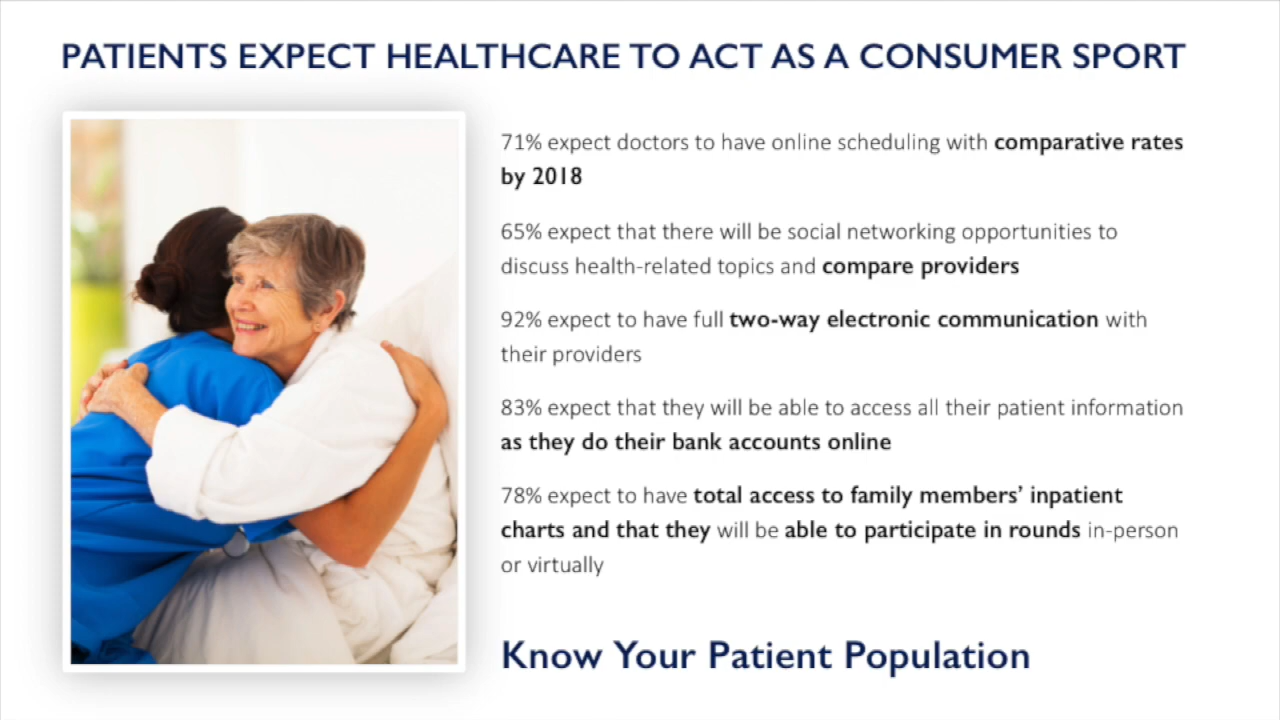 PATIENTS EXPECT HEALTHCARE TO ACT AS A CONSUMER SPORT
71% expect doctors to have online scheduling with comparative rates
by 2018
65% expect that there will be social networking opportunities to
discuss health-related topics and compare providers
92% expect to have full two-way electronic communication with
their providers
83% expect that they will be able to access all their patient information
as they do their bank accounts online
78% expect to have total access to family members’ inpatient
charts and that they will be able to participate in rounds in-person
or virtually
Know Your Patient Population